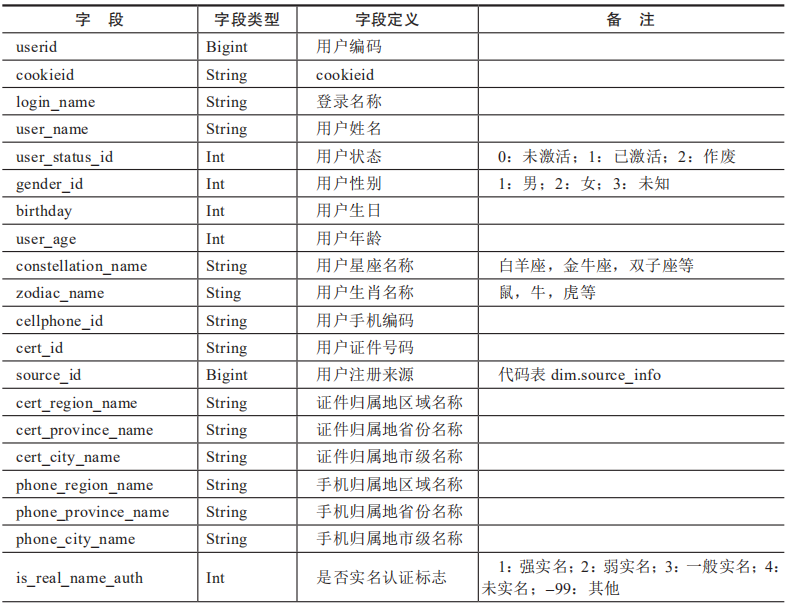 字 段 字段类型 字段定义 备 注
userid Bigint 用户编码
cookieid String cookieid
login_name String 登录名称
user_name String 用户姓名
user_status_id Int 用户状态 0：未激活；1：已激活；2：作废
gender_id Int 用户性别 1：男；2：女；3：未知
birthday Int 用户生日
user_age Int 用户年龄
constellation_name String 用户星座名称 白羊座，金牛座，双子座等
zodiac_name Sting 用户生肖名称 鼠，牛，虎等
cellphone_id String 用户手机编码
cert_id String 用户证件号码
source_id Bigint 用户注册来源 代码表 dim.source_info
cert_region_name String 证件归属地区域名称
cert_province_name String 证件归属地省份名称
cert_city_name String 证件归属地市级名称
phone_region_name String 手机归属地区域名称
phone_province_name String 手机归属地省份名称
phone_city_name String 手机归属地市级名称
is_real_name_auth Int 是否实名认证标志 1：强实名；2：弱实名；3：一般实名；4：
未实名；–99：其他